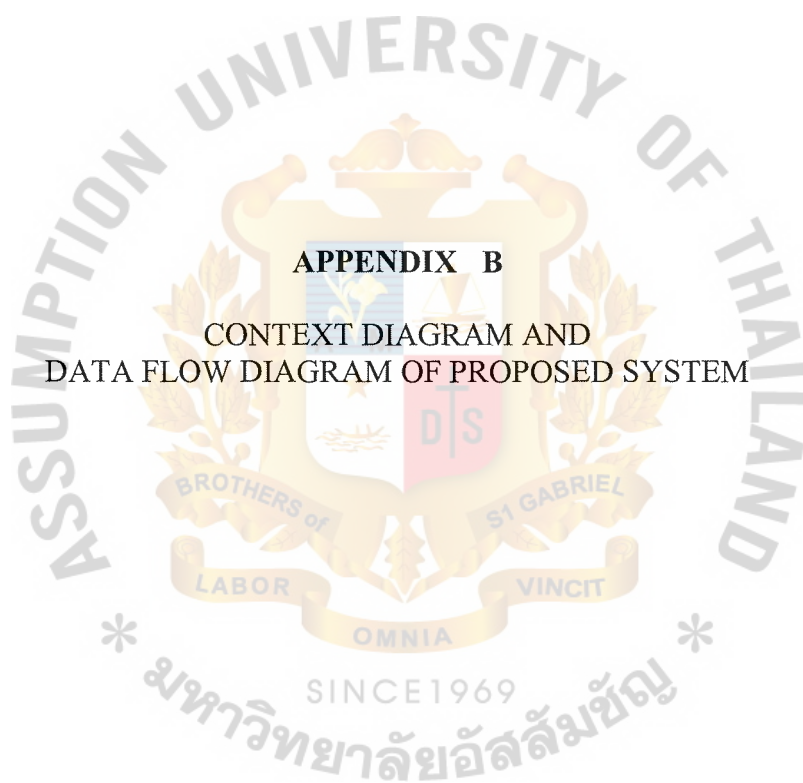 ASSUMPTION UNIVERSITY OF THAILAND
APPENDIX B
CONTEXT DIAGRAM AND
DATA FLOW DIAGRAM OF PROPOSED SYSTEM
D S
BROTHERS of
S1 GABRIEL
LABOR
VINCIT
OMNIA
SINCE1969
* มหาวิทยาลัยอัสสัมชัญ *